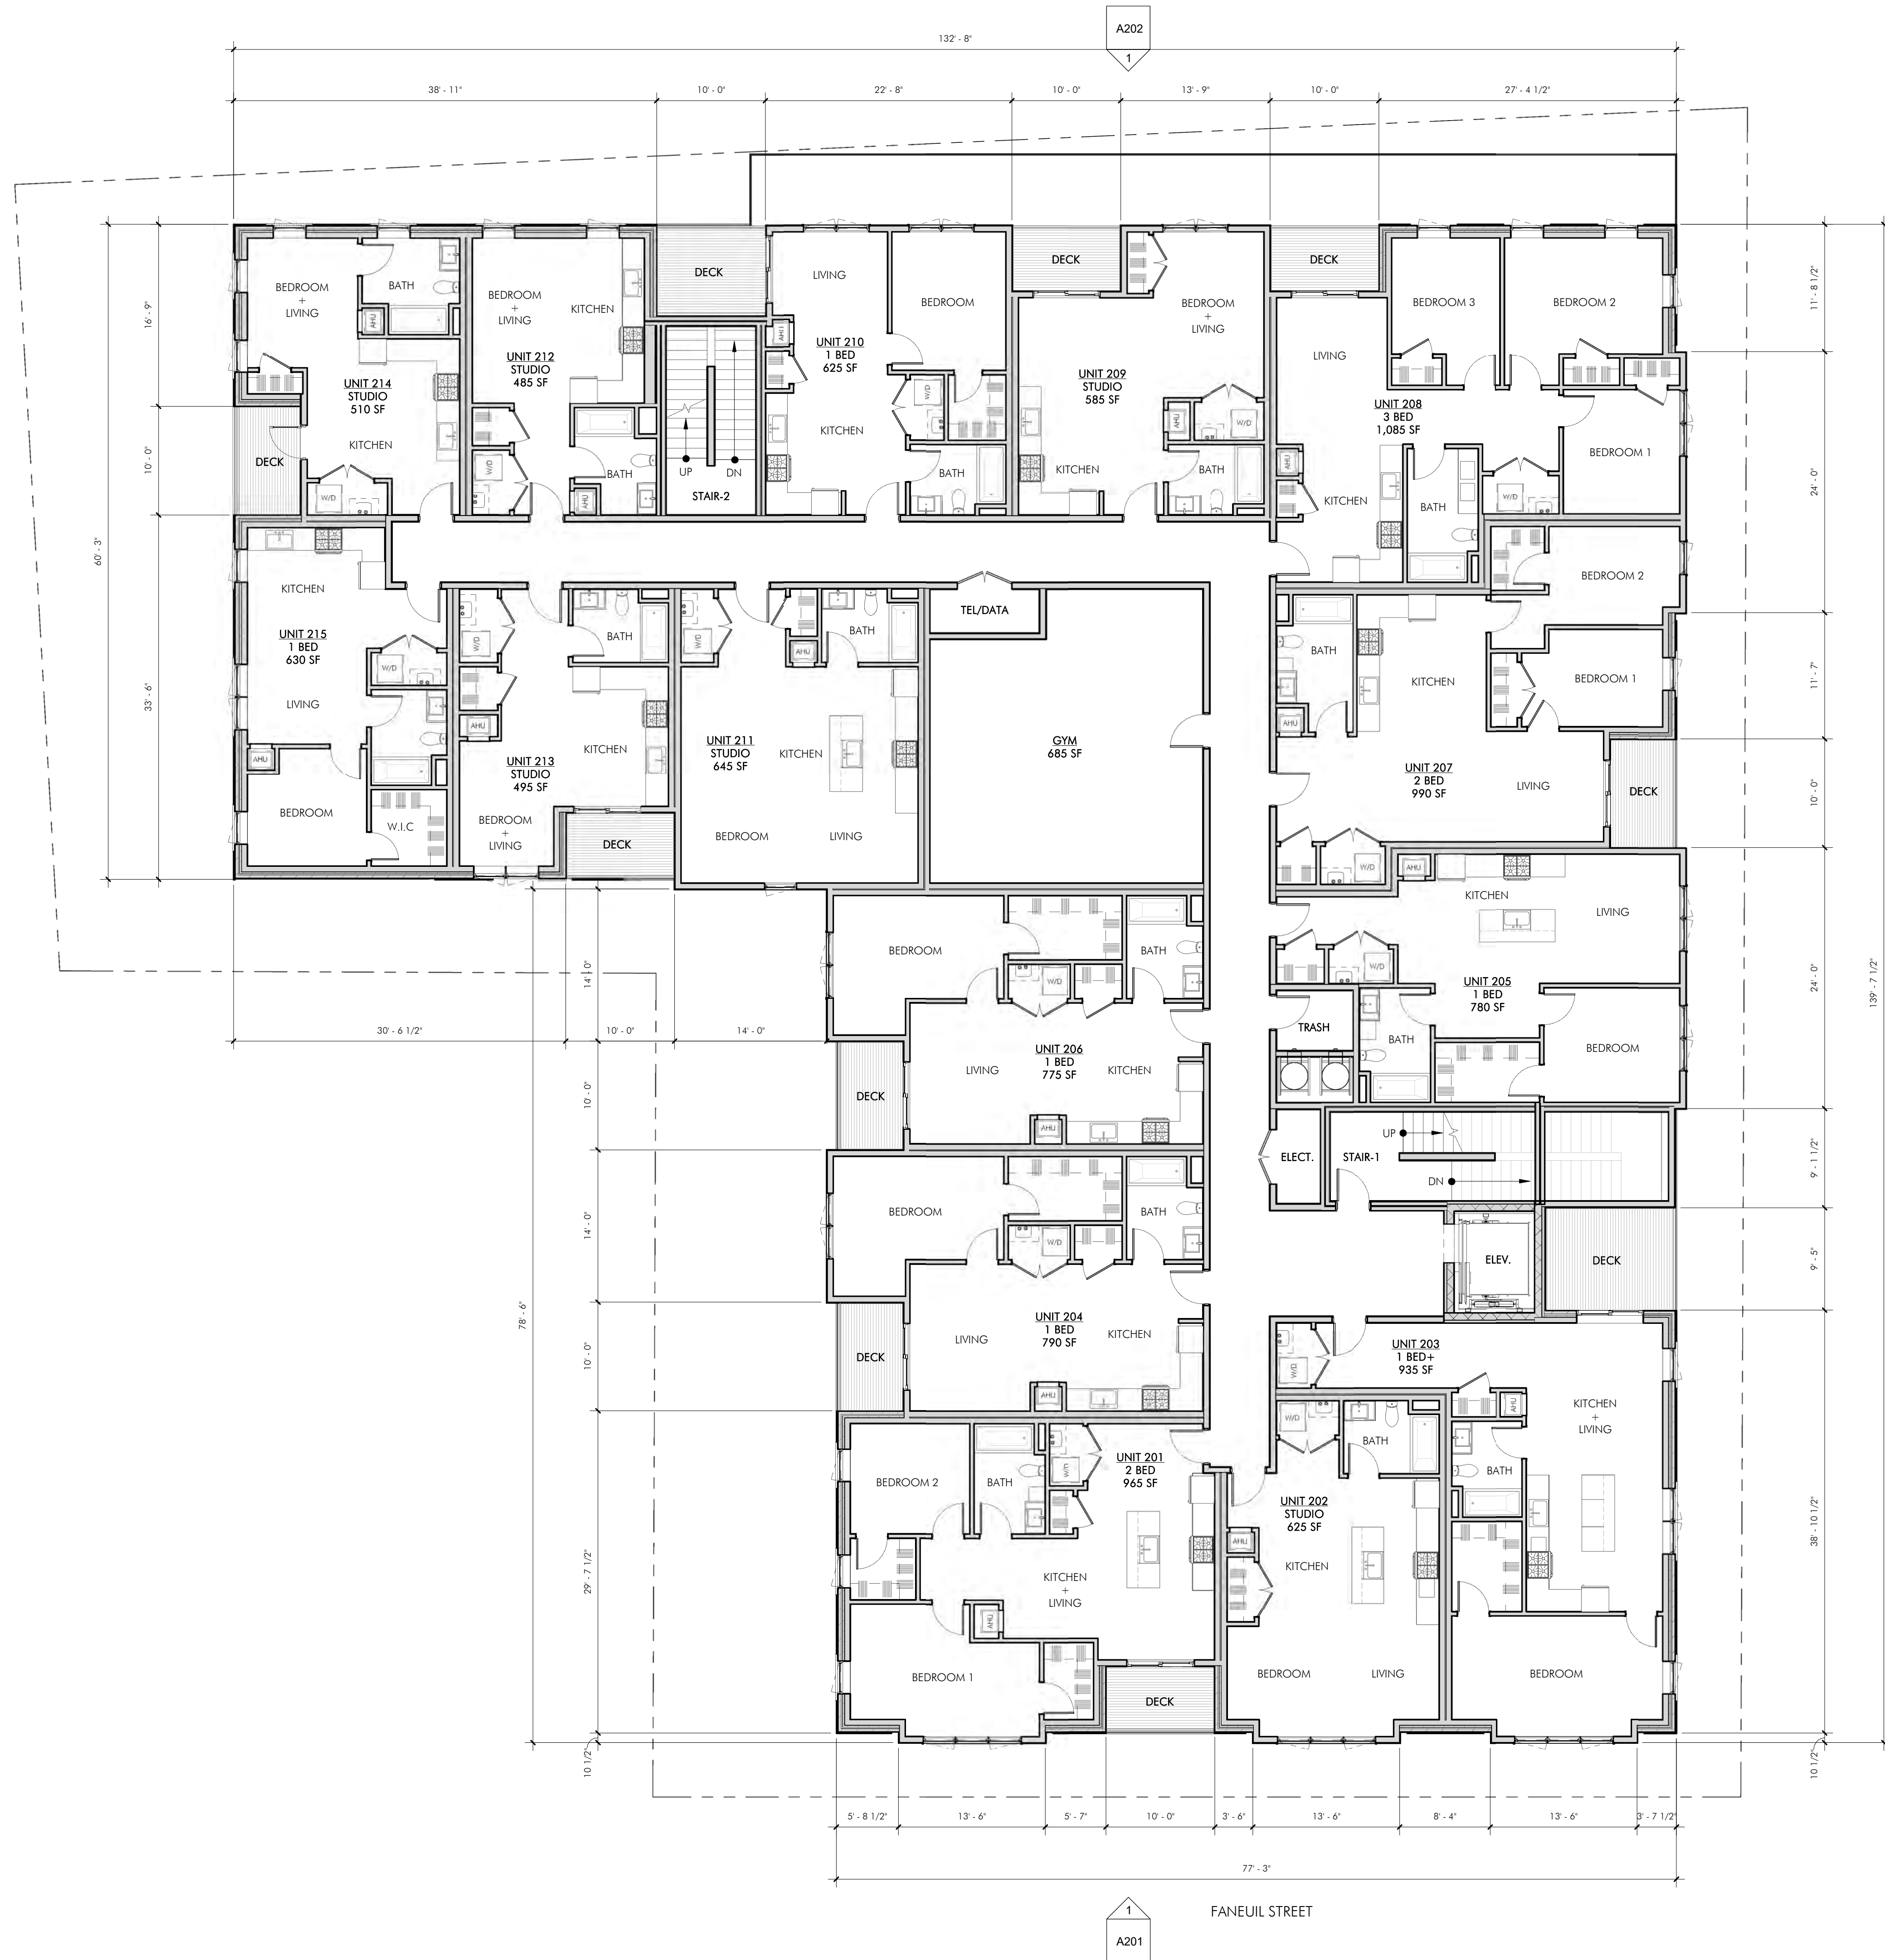 A202
1
132' - 8"
38' - 11"
10' - 0"
22' - 8"
10' - 0"
13' - 9"
10' - 0"
27' - 4 1/2"
60' - 3"
16' - 9"
10' - 0"
33' - 6"
BEDROOM
+
LIVING
BATH
AHU
UNIT 214
STUDIO
510 SF
KITCHEN
DECK
W/D
BEDROOM
+
LIVING
KITCHEN
UNIT 212
STUDIO
485 SF
W/D
BATH
AHU
DECK
UP
DN
STAIR-2
LIVING
BEDROOM
AHU
UNIT 210
1 BED
625 SF
W/D
KITCHEN
BATH
DECK
BEDROOM
+
LIVING
UNIT 209
STUDIO
585 SF
AHU
W/D
KITCHEN
BATH
DECK
LIVING
BEDROOM 3
BEDROOM 2
UNIT 208
3 BED
1,085 SF
BEDROOM 1
AHU
KITCHEN
BATH
W/D
11' - 8 1/2"
24' - 0"
11' - 7"
10' - 0"
24' - 0"
9' - 1 1/2"
9' - 5"
38' - 10 1/2"
10 1/2"
139' - 7 1/2"
KITCHEN
UNIT 215
1 BED
630 SF
W/D
LIVING
AHU
BEDROOM
W.I.C
W/D
BATH
AHU
KITCHEN
UNIT 213
STUDIO
495 SF
BEDROOM
+
LIVING
DECK
W/D
AHU
BATH
UNIT 211
STUDIO
645 SF
KITCHEN
BEDROOM
LIVING
TEL/DATA
GYM
685 SF
BEDROOM 2
BATH
KITCHEN
BEDROOM 1
AHU
UNIT 207
2 BED
990 SF
LIVING
DECK
W/D
AHU
KITCHEN
LIVING
W/D
UNIT 205
1 BED
780 SF
BATH
BEDROOM
TRASH
30' - 6 1/2"
10' - 0"
14' - 0"
78' - 6"
14' - 0"
10' - 0"
14' - 0"
10' - 0"
29' - 7 1/2"
10 1/2"
BEDROOM
BATH
W/D
UNIT 206
1 BED
775 SF
LIVING
KITCHEN
DECK
AHU
ELECT.
STAIR-1
UP
DN
ELEV.
DECK
BEDROOM
BATH
W/D
UNIT 204
1 BED
790 SF
LIVING
KITCHEN
DECK
AHU
W/D
UNIT 203
1 BED+
935 SF
AHU
KITCHEN
+
LIVING
BATH
BEDROOM
BEDROOM 2
BATH
W/D
UNIT 201
2 BED
965 SF
KITCHEN
+
LIVING
AHU
BEDROOM 1
DECK
W/D
BATH
UNIT 202
STUDIO
625 SF
AHU
KITCHEN
BEDROOM
LIVING
5' - 8 1/2"
13' - 6"
5' - 7"
10' - 0"
3' - 6"
13' - 6"
8' - 4"
13' - 6"
3' - 7 1/2"
77' - 3"
1
A201
FANEUIL STREET